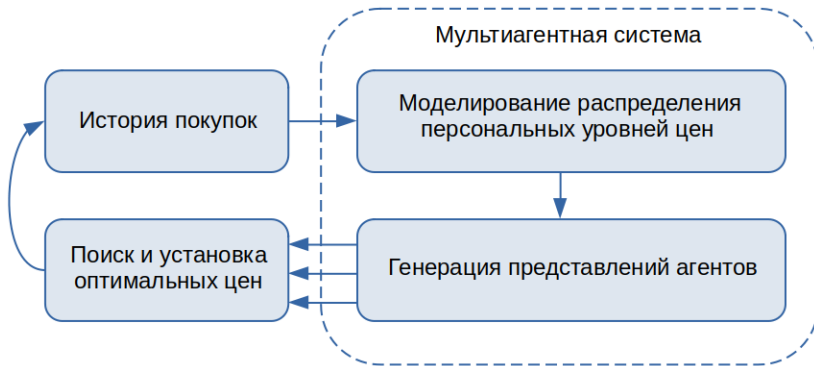 Мультиагентная система
История покупок
Моделирование распределения
персональных уровней цен
Поиск и установка
оптимальных цен
Генерация представлений агентов